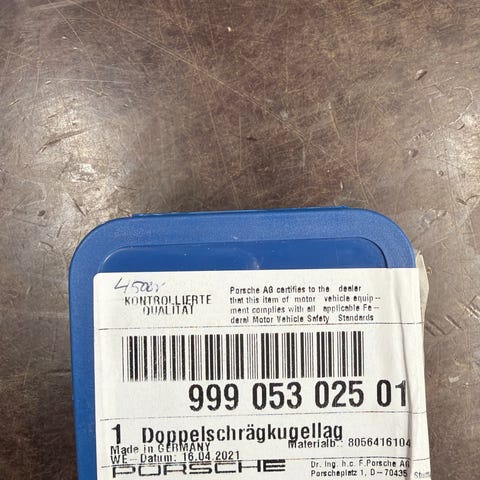 KONTROLLIERTE
QUALITÄT
Porsche AG certifies to the dealer
that this item of motor vehicle equip-
ment complies with all applicable Fe-
deral Motor Vehicle Safety Standards
999 053 025 01
1 Doppelschrägkugellag
Made in GERMANY Materialb.: 8056416104
WE-Datum: 16.04.2021
PORSCHE
Dr. Ing. h.c. F.Porsche AG
Porscheplatz 1, D-70435